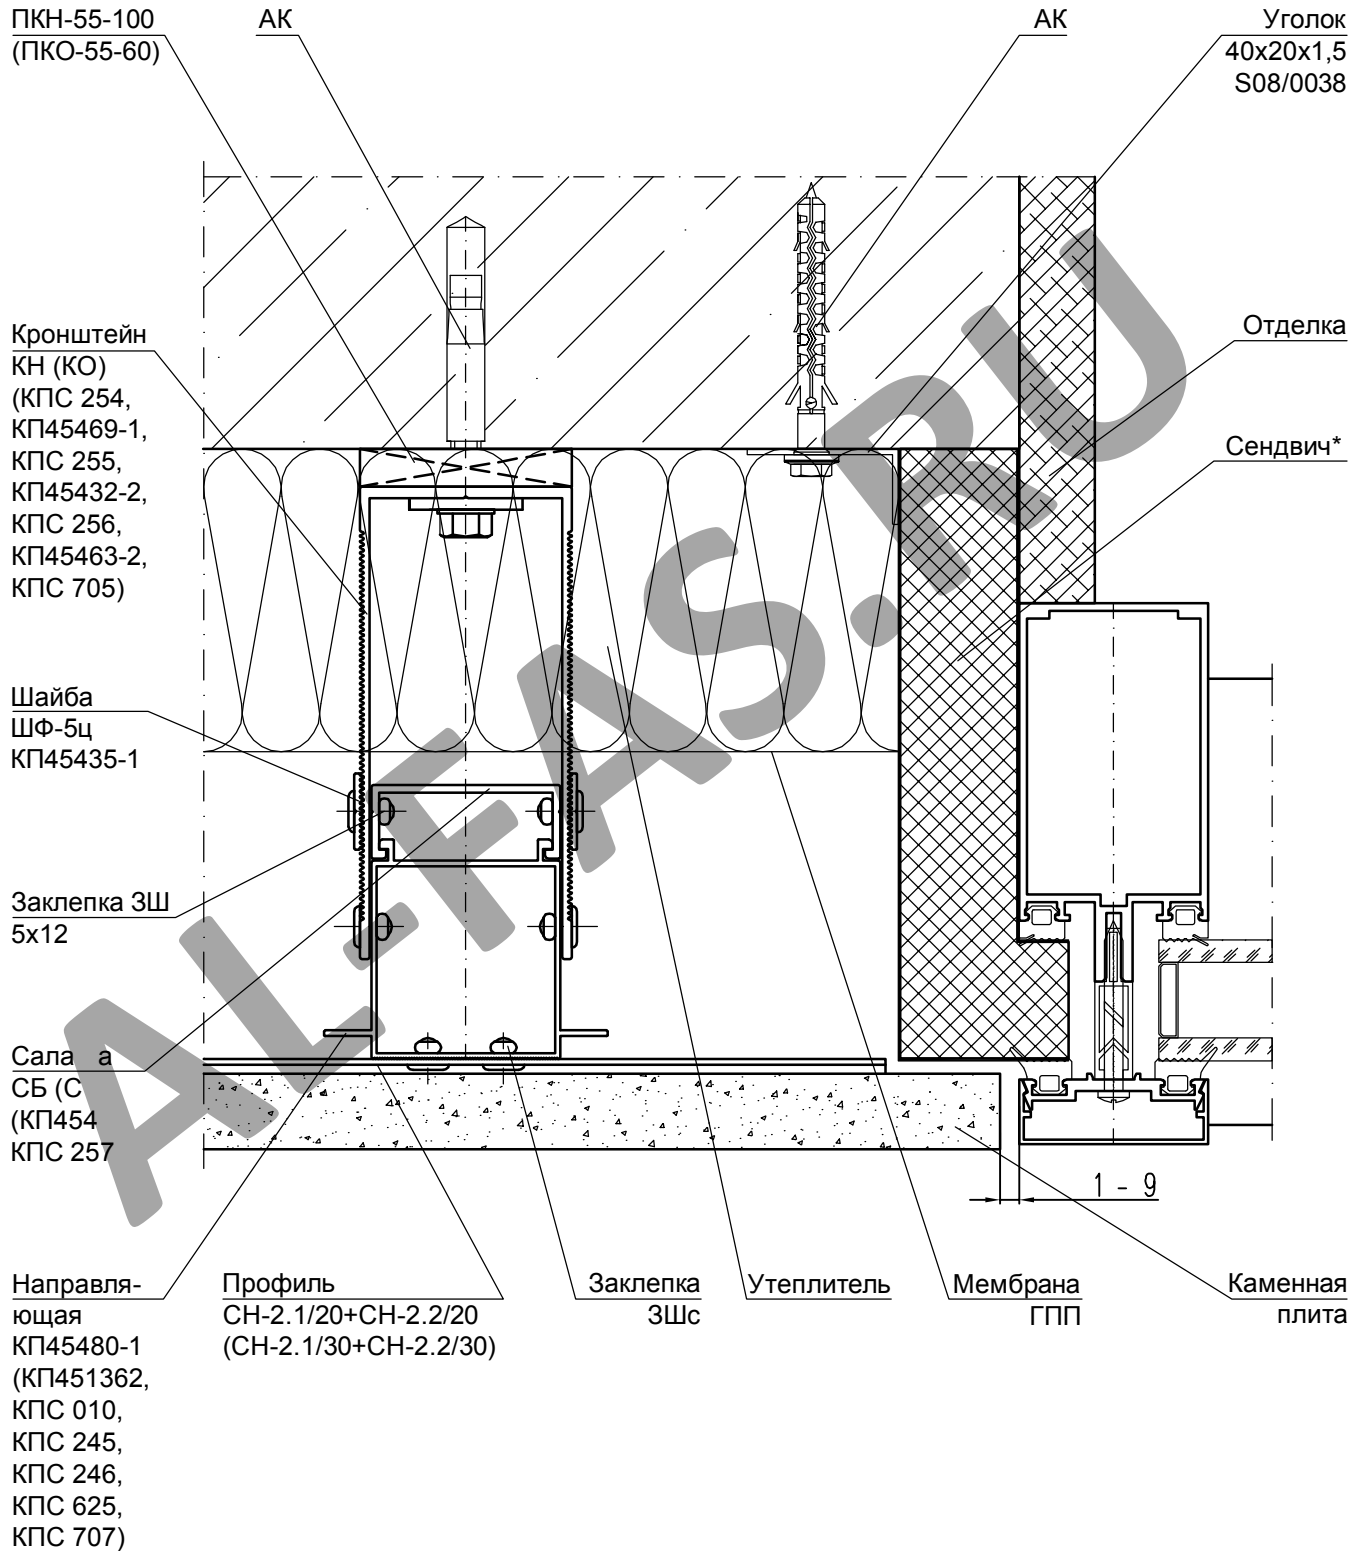 ПКН-55-100
(ПКО-55-60)
АК
АК
Уголок
40х20х1,5
S08/0038
Кронштейн
КН (КО)
(КПС 254,
КП45469-1,
КПС 255,
КП45432-2,
КПС 256,
КП45463-2,
КПС 705)
Отделка
Сендвич*
Шайба
ШФ-5ц
КП45435-1
Заклепка ЗШ
5х12
СБ (С
(КП454
КПС 257
1 - 9
Направля-
ющая
КП45480-1
(КП451362,
КПС 010,
КПС 245,
КПС 246,
КПС 625,
КПС 707)
Профиль
СН-2.1/20+СН-2.2/20
(СН-2.1/30+СН-2.2/30)
Заклепка
ЗШс
Утеплитель
Мембрана
ГПП
Каменная
плита
AL-FAS.RU